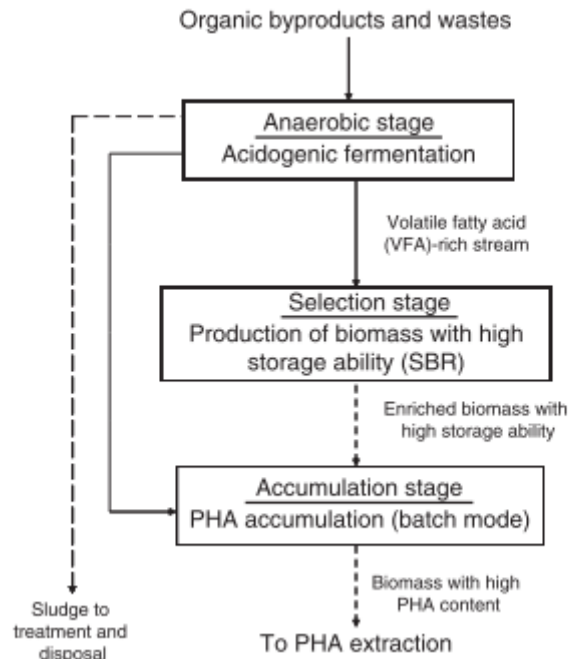 Organic byproducts and wastes
Anaerobic stage
Acidogenic fermentation
Volatile fatty acid
(VFA)-rich stream
Selection stage
Production of biomass with high
storage ability (SBR)
Enriched biomass with
high storage ability
Accumulation stage
PHA accumulation (batch mode)
Biomass with high
PHA content
Sludge to
treatment and
disposal
To PHA extraction